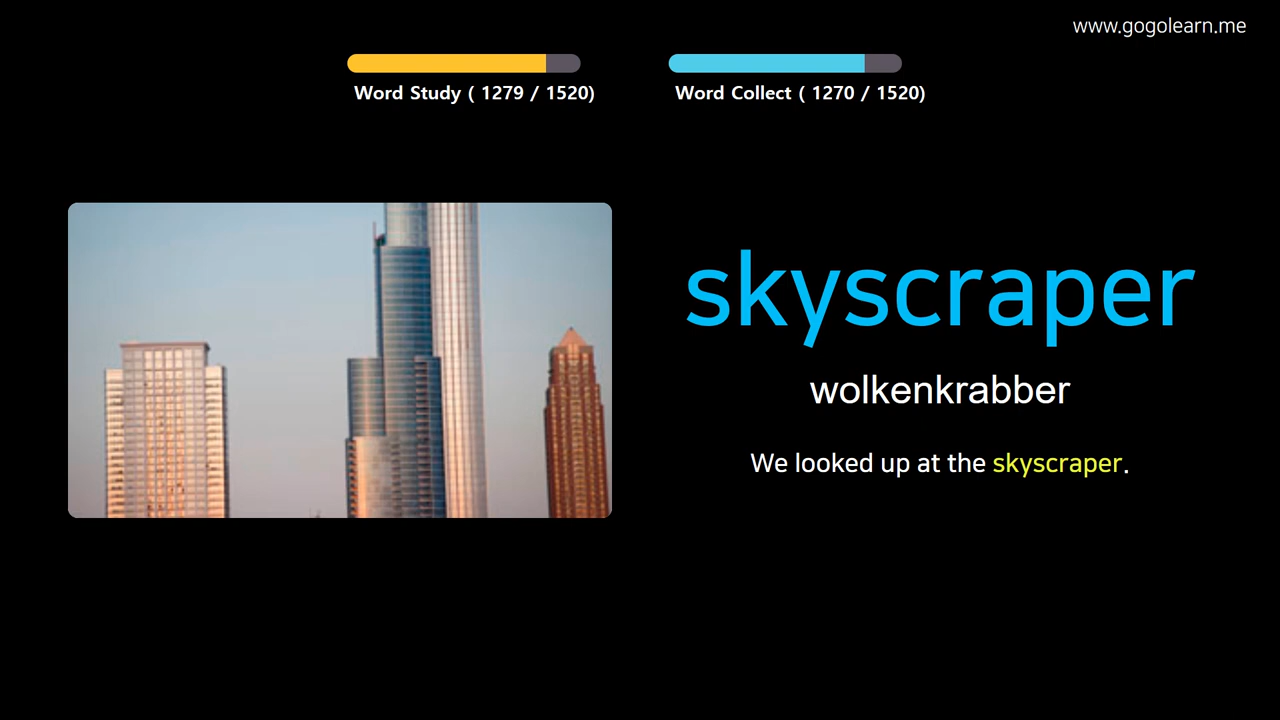 www.gogolearn.me
Word Study ( 1279 / 1520)
Word Collect ( 1270 / 1520)
skyscraper
wolkenkrabber
We looked up at the skyscraper.